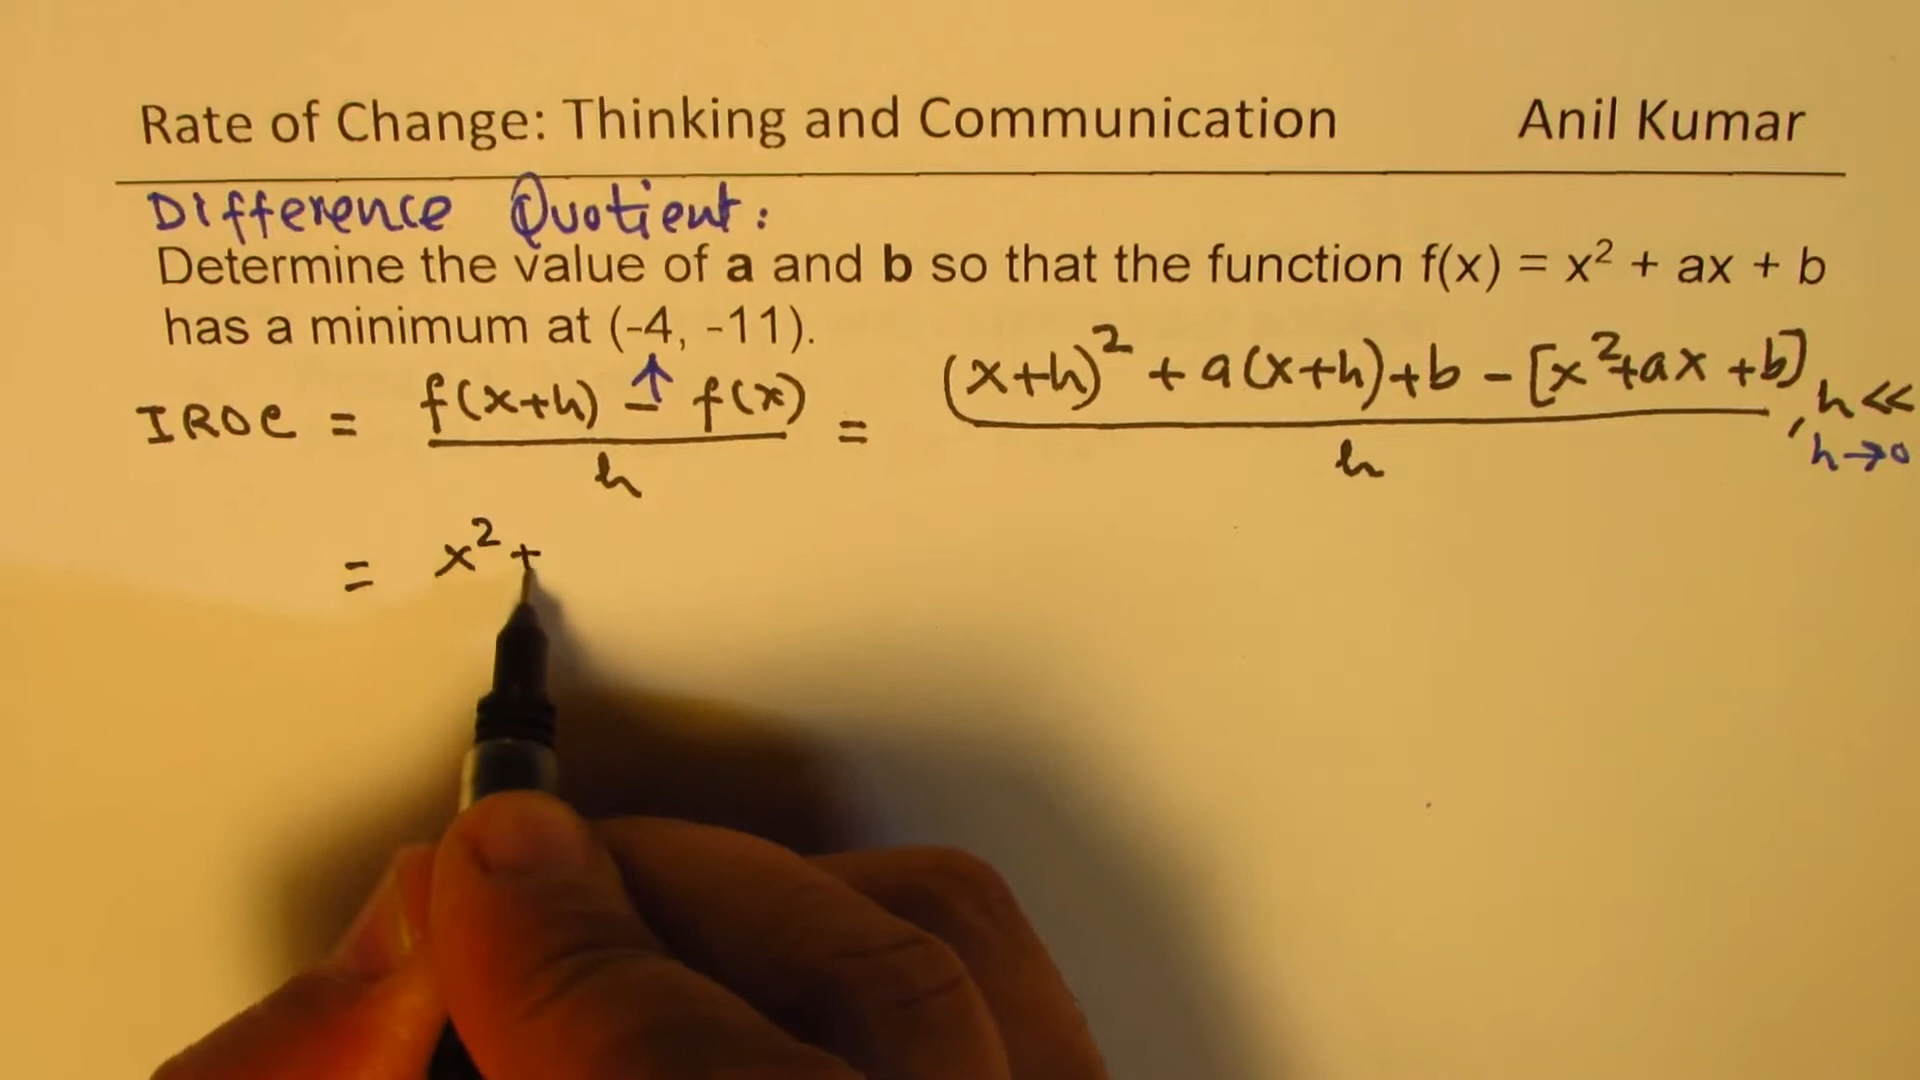 Rate of Change: Thinking and Communication Anil Kumar
Difference Quotient:
Determine the value of a and b so that the function f(x) = x² + ax + b
has a minimum at (-4, -11).
IROC = f(x+h) - f(x) / h = (x+h)² + a(x+h) + b - [x² + ax + b] / h , h <<
h → 0
= x² +